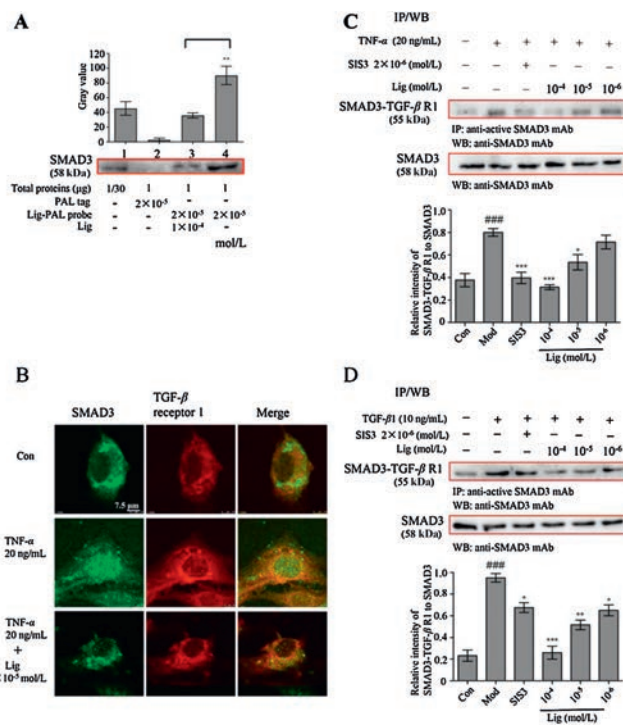 A
Gray value
120
100
80
60
40
20
0
**
1 2 3 4
SMAD3
(58 kDa)
Total proteins (μg) 1/30 1 1 1
PAL tag - 2×10⁻⁵ - -
Lig-PAL probe - - 2×10⁻⁵ 2×10⁻⁵
Lig - - 1×10⁻⁴ -
mol/L
B
SMAD3
TGF-β
receptor 1
Merge
Con
7.5 μm
TNF-α
20 ng/mL
TNF-α
20 ng/mL
+
Lig
10⁻⁵ mol/L
C
IP/WB
TNF-α (20 ng/mL) - + + + + +
SIS3 2×10⁻⁶ (mol/L) - - + - - -
Lig (mol/L) - - - 10⁻⁴ 10⁻⁵ 10⁻⁶
SMAD3-TGF-β R1
(55 kDa)
IP: anti-active SMAD3 mAb
WB: anti-SMAD3 mAb
SMAD3
(58 kDa)
WB: anti-SMAD3 mAb
Relative intensity of
SMAD3-TGF-β R1 to SMAD3
1.0
0.8
0.6
0.4
0.2
0
###
***
***
*
Con Mod SIS3 10⁻⁴ 10⁻⁵ 10⁻⁶
Lig (mol/L)
D
IP/WB
TGF-β1 (10 ng/mL) - + + + + +
SIS3 2×10⁻⁶ (mol/L) - - + - - -
Lig (mol/L) - - - 10⁻⁴ 10⁻⁵ 10⁻⁶
SMAD3-TGF-β R1
(55 kDa)
IP: anti-active SMAD3 mAb
WB: anti-SMAD3 mAb
SMAD3
(58 kDa)
WB: anti-SMAD3 mAb
Relative intensity of
SMAD3-TGF-β R1 to SMAD3
1.0
0.8
0.6
0.4
0.2
0
###
*
***
**
*
Con Mod SIS3 10⁻⁴ 10⁻⁵ 10⁻⁶
Lig (mol/L)